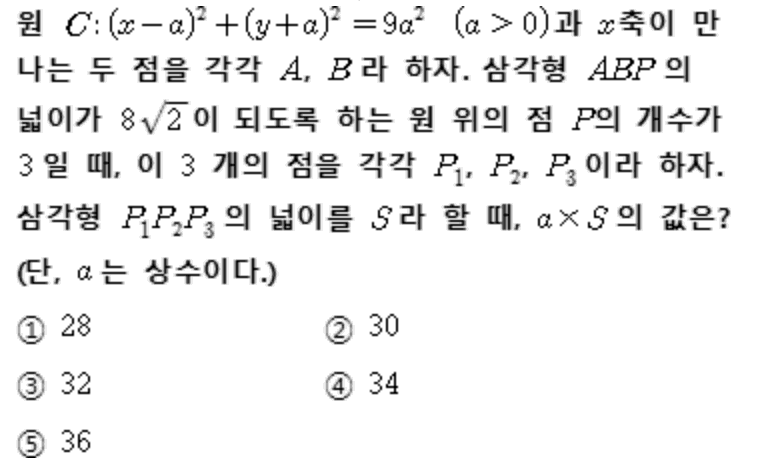 원 C: (x−a)²+(y+a)²=9a² (a>0)과 x축이 만
나는 두 점을 각각 A, B라 하자. 삼각형 ABP의
넓이가 8√2이 되도록 하는 원 위의 점 P의 개수가
3일 때, 이 3 개의 점을 각각 P₁, P₂, P₃이라 하자.
삼각형 P₁P₂P₃의 넓이를 S라 할 때, a×S의 값은?
(단, a는 상수이다.)
① 28 ② 30
③ 32 ④ 34
⑤ 36